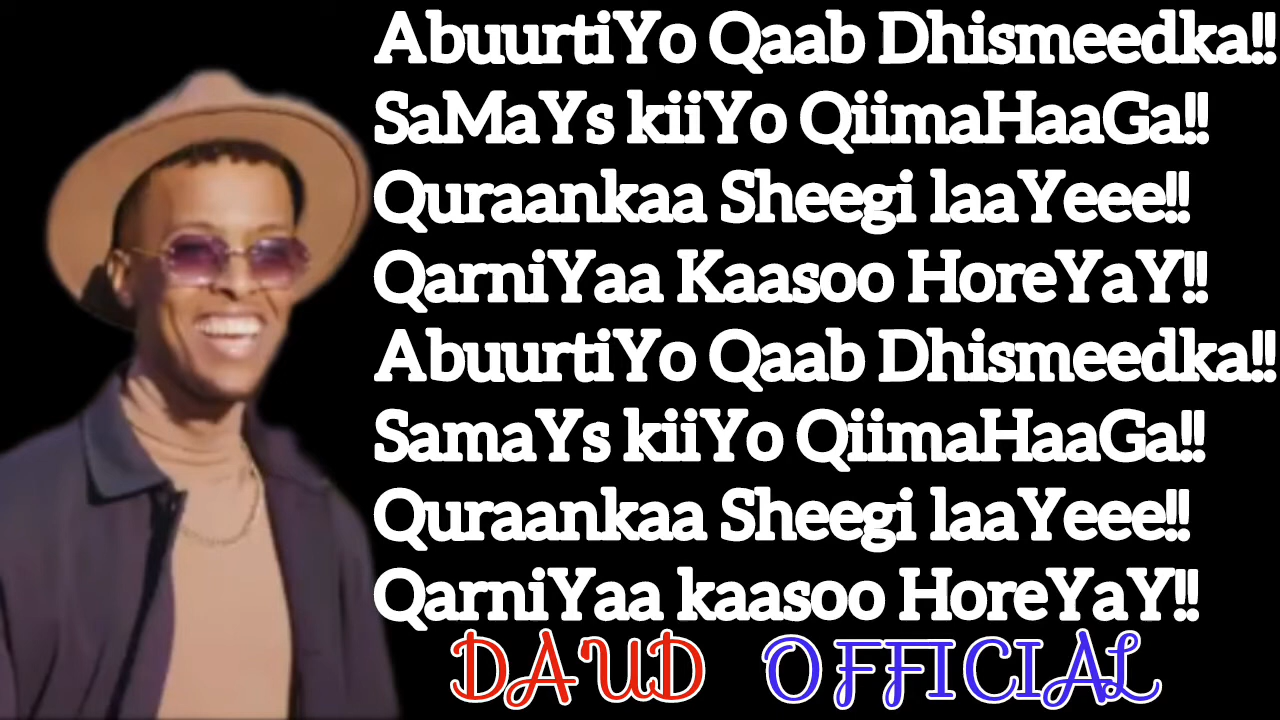 AbuurtiYo Qaab Dhismeedka!!
SaMaYs kiiYo QiimaHaaGa!!
Quraankaa Sheegi laaYeee!!
QarniYaa Kaasoo HoreYaY!!
AbuurtiYo Qaab Dhismeedka!!
SamaYs kiiYo QiimaHaaGa!!
Quraankaa Sheegi laaYeee!!
QarniYaa kaasoo HoreYaY!!
DAUD OFFICIAL